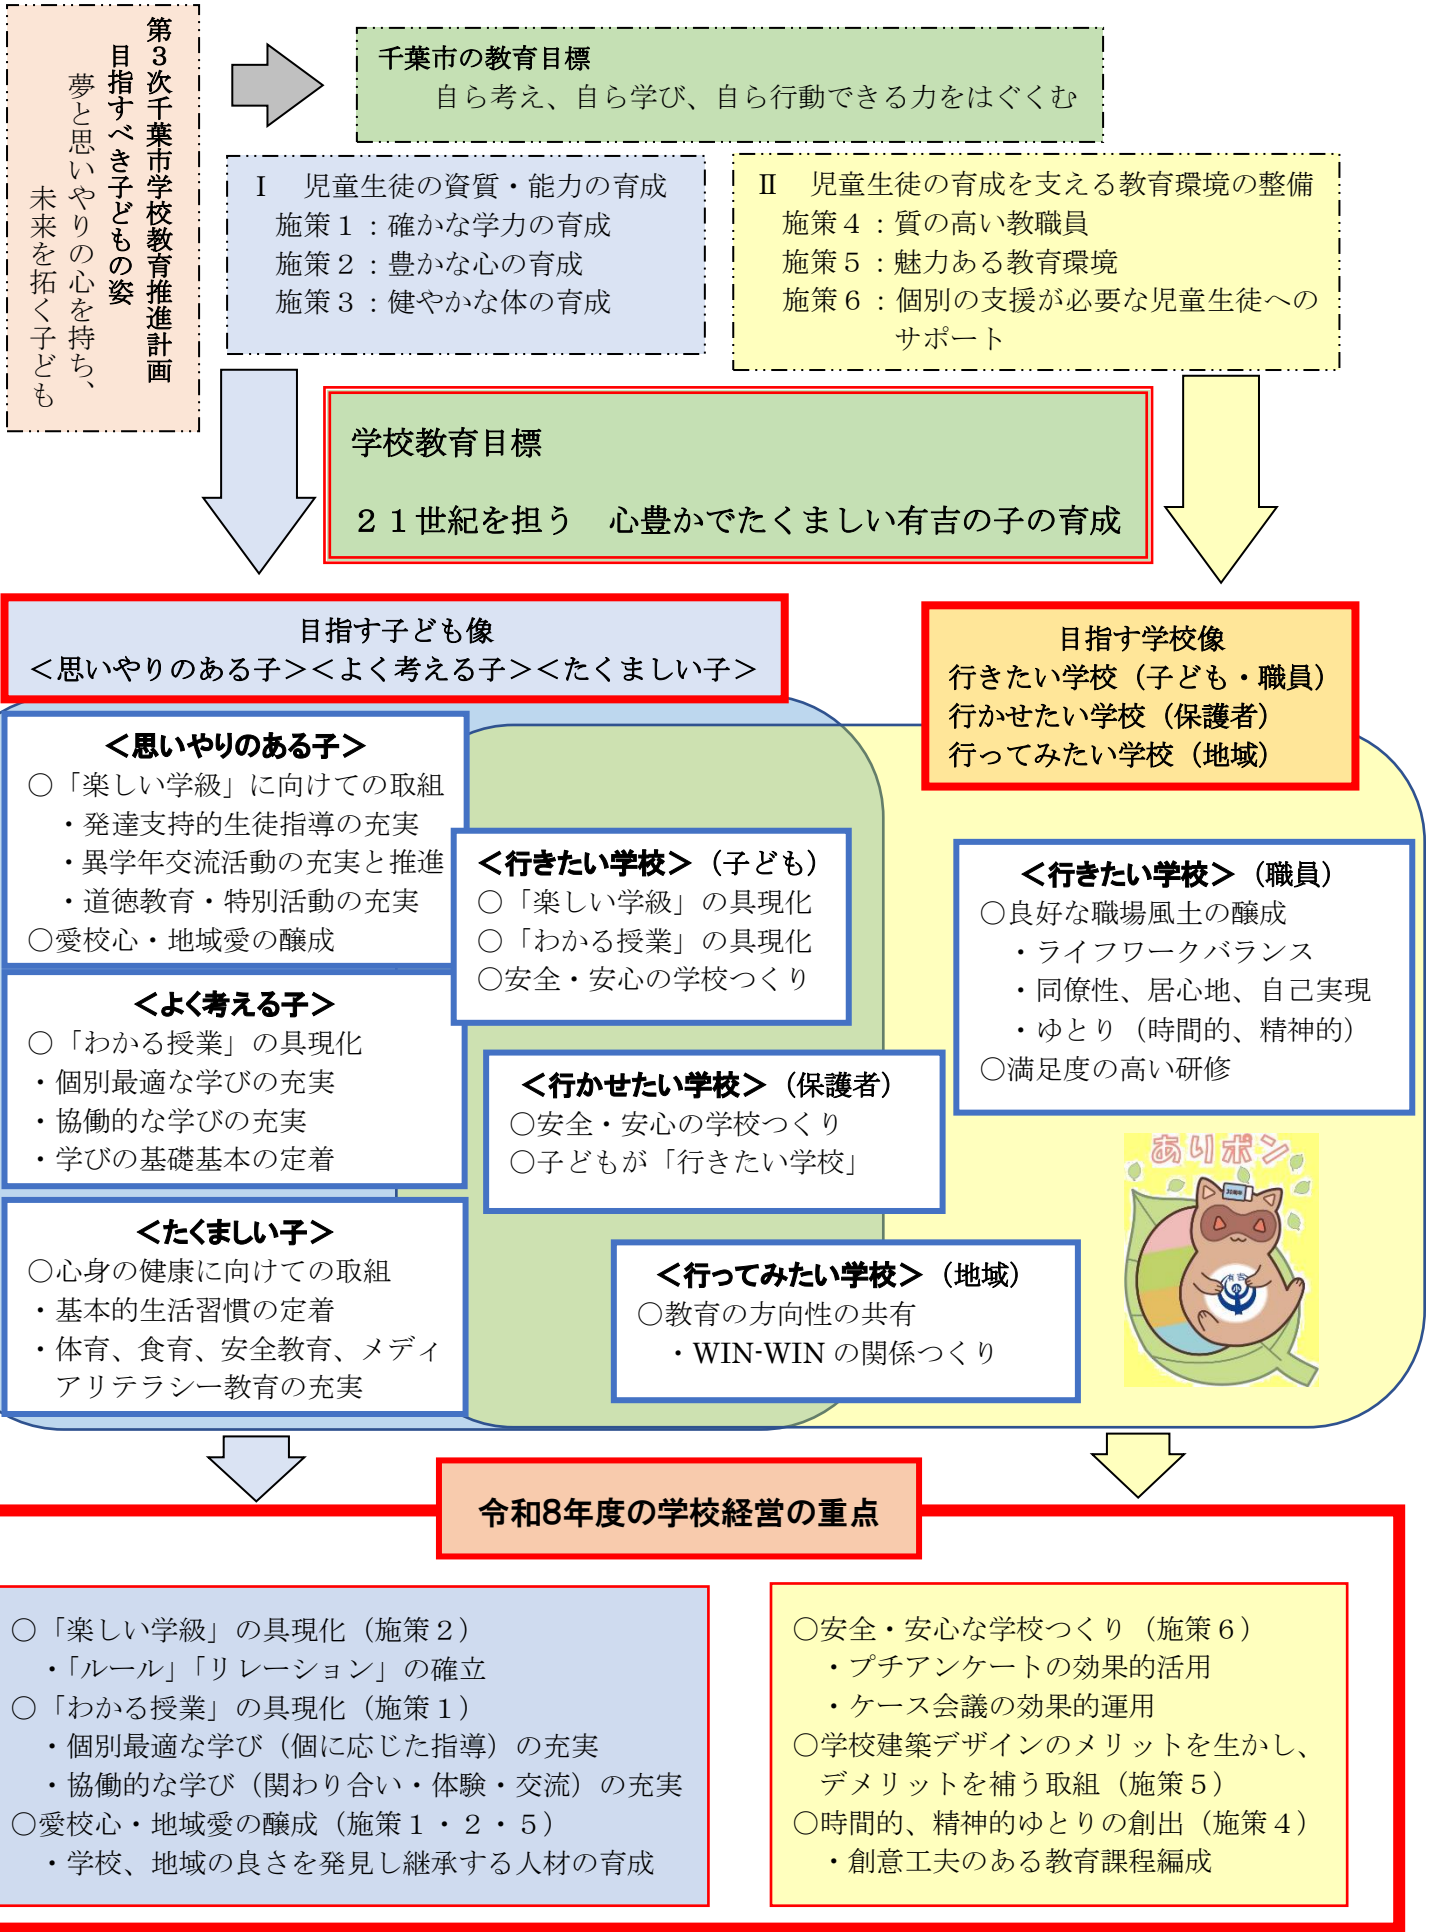 第３次千葉市学校教育推進計画
目指すべき子どもの姿
夢と思いやりの心を持ち、
未来を拓く子ども
千葉市の教育目標
自ら考え、自ら学び、自ら行動できる力をはぐくむ
Ⅰ　児童生徒の資質・能力の育成
施策１：確かな学力の育成
施策２：豊かな心の育成
施策３：健やかな体の育成
Ⅱ　児童生徒の育成を支える教育環境の整備
施策４：質の高い教職員
施策５：魅力ある教育環境
施策６：個別の支援が必要な児童生徒への
サポート
学校教育目標
２１世紀を担う　心豊かでたくましい有吉の子の育成
目指す子ども像
＜思いやりのある子＞＜よく考える子＞＜たくましい子＞
目指す学校像
行きたい学校（子ども・職員）
行かせたい学校（保護者）
行ってみたい学校（地域）
＜思いやりのある子＞
○「楽しい学級」に向けての取組
・発達支持的生徒指導の充実
・異学年交流活動の充実と推進
・道徳教育・特別活動の充実
○愛校心・地域愛の醸成
＜よく考える子＞
○「わかる授業」の具現化
・個別最適な学びの充実
・協働的な学びの充実
・学びの基礎基本の定着
＜たくましい子＞
○心身の健康に向けての取組
・基本的生活習慣の定着
・体育、食育、安全教育、メディ
アリテラシー教育の充実
＜行きたい学校＞（子ども）
○「楽しい学級」の具現化
○「わかる授業」の具現化
○安全・安心の学校つくり
＜行かせたい学校＞（保護者）
○安全・安心の学校つくり
○子どもが「行きたい学校」
＜行ってみたい学校＞（地域）
○教育の方向性の共有
・WIN-WIN の関係つくり
＜行きたい学校＞（職員）
○良好な職場風土の醸成
・ライフワークバランス
・同僚性、居心地、自己実現
・ゆとり（時間的、精神的）
○満足度の高い研修
ありポン
有吉
令和8年度の学校経営の重点
○「楽しい学級」の具現化（施策２）
・「ルール」「リレーション」の確立
○「わかる授業」の具現化（施策１）
・個別最適な学び（個に応じた指導）の充実
・協働的な学び（関わり合い・体験・交流）の充実
○愛校心・地域愛の醸成（施策１・２・５）
・学校、地域の良さを発見し継承する人材の育成
○安全・安心な学校つくり（施策６）
・プチアンケートの効果的活用
・ケース会議の効果的運用
○学校建築デザインのメリットを生かし、
デメリットを補う取組（施策５）
○時間的、精神的ゆとりの創出（施策４）
・創意工夫のある教育課程編成